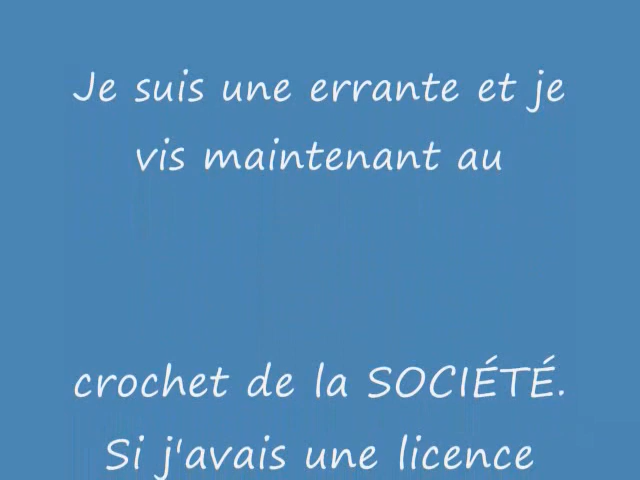 Je suis une errante et je
vis maintenant au
crochet de la SOCIÉTÉ.
Si j'avais une licence